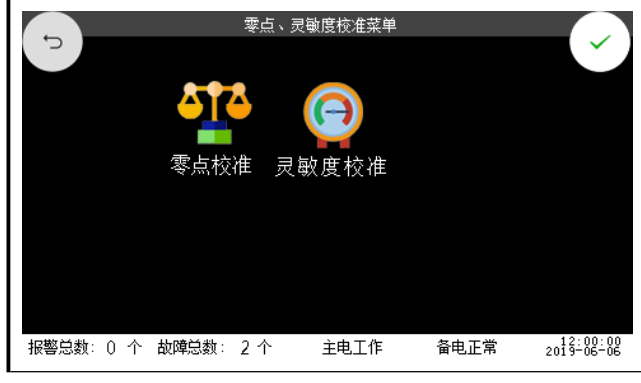 零点、灵敏度校准菜单
零点校准 灵敏度校准
报警总数: 0 个 故障总数: 2 个 主电工作 备电正常 12:00:00
2019-06-06